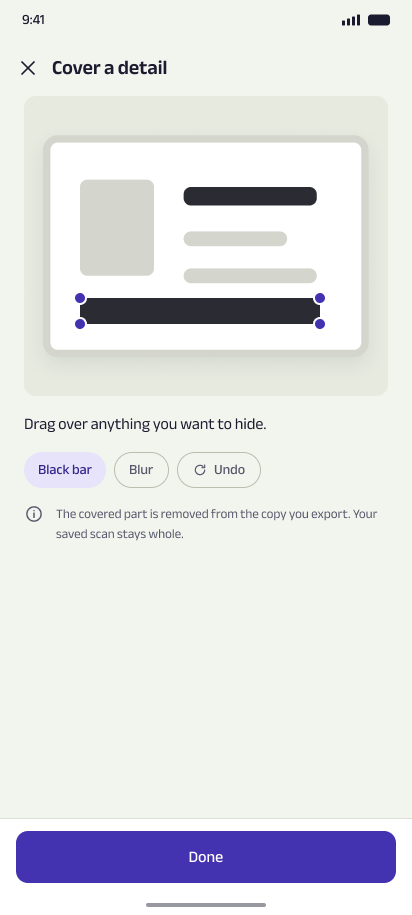 9:41
Cover a detail
Drag over anything you want to hide.
Black bar
Blur
Undo
The covered part is removed from the copy you export. Your
saved scan stays whole.
Done